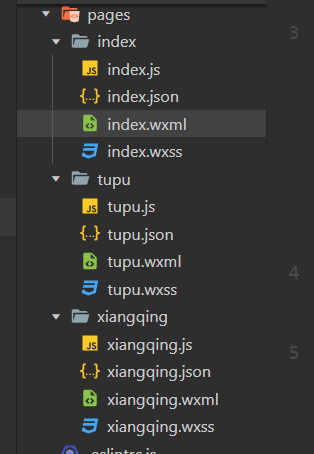 pages
index
index.js
index.json
index.wxml
index.wxss
tupu
tupu.js
tupu.json
tupu.wxml
tupu.wxss
xiangqing
xiangqing.js
xiangqing.json
xiangqing.wxml
xiangqing.wxss
3
4
5